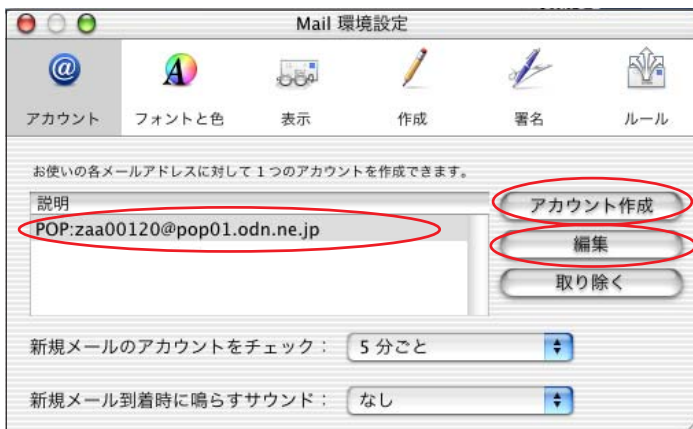 Mail 環境設定
アカウント フォントと色 表示 作成 署名 ルール
お使いの各メールアドレスに対して 1 つのアカウントを作成できます。
説明
POP:zaa00120@pop01.odn.ne.jp
アカウント作成
編集
取り除く
新規メールのアカウントをチェック： 5 分ごと
新規メール到着時に鳴らすサウンド： なし